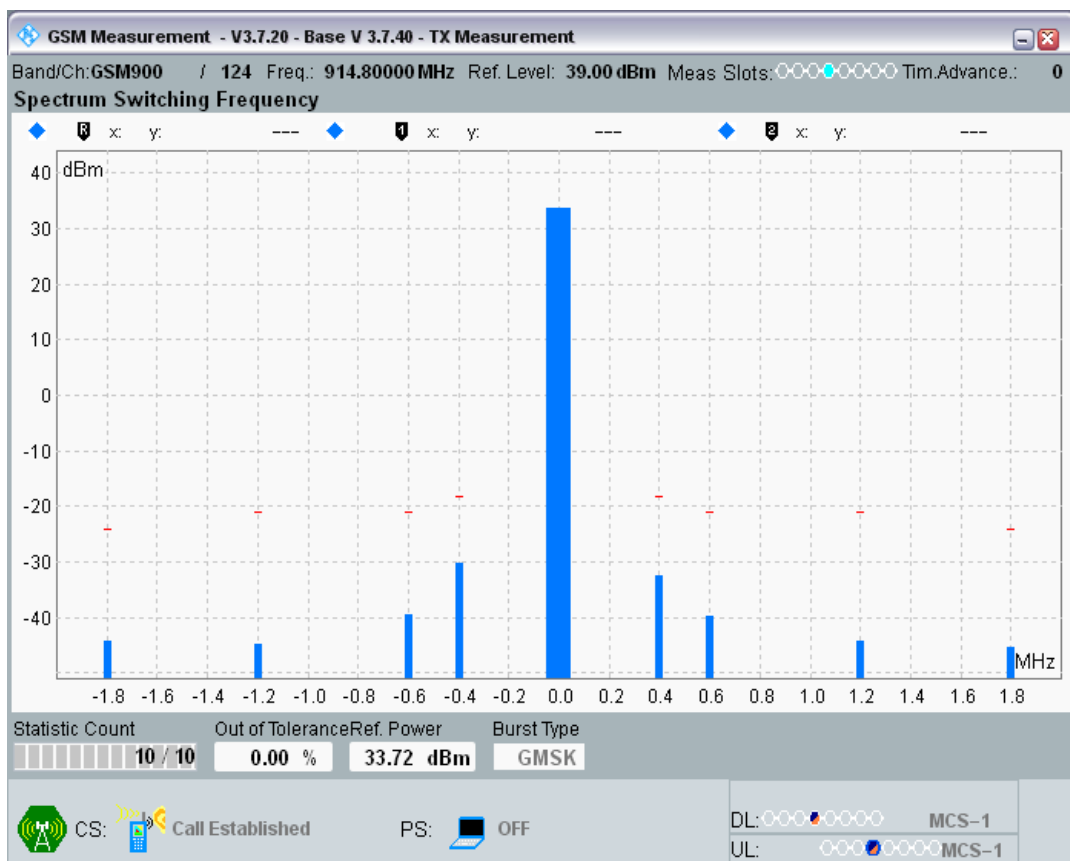 GSM Measurement - V3.7.20 - Base V 3.7.40 - TX Measurement
Band/Ch:GSM900 / 124 Freq.: 914.80000 MHz Ref. Level: 39.00 dBm Meas Slots: Tim.Advance.: 0
Spectrum Switching Frequency
R x: y: --- 1 x: y: --- 2 x: y: ---
dBm
40
30
20
10
0
-10
-20
-30
-40
MHz
-1.8 -1.6 -1.4 -1.2 -1.0 -0.8 -0.6 -0.4 -0.2 0.0 0.2 0.4 0.6 0.8 1.0 1.2 1.4 1.6 1.8
Statistic Count Out of Tolerance Ref. Power Burst Type
10 / 10 0.00 % 33.72 dBm GMSK
CS: Call Established PS: OFF
DL: MCS-1
UL: MCS-1